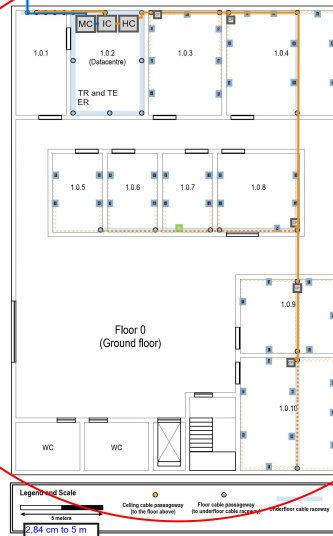 MC IC HC
1.0.1
1.0.2
(Datacentre)
1.0.3
1.0.4
TR and TE
ER
1.0.5
1.0.6
1.0.7
1.0.8
1.0.9
Floor 0
(Ground floor)
1.0.10
WC
WC
Legend and Scale
5 meters
2,84 cm to 5 m
Ceiling cable passageway
(to the floor above)
Floor cable passageway
(to underfloor cable raceway)
Underfloor cable raceway